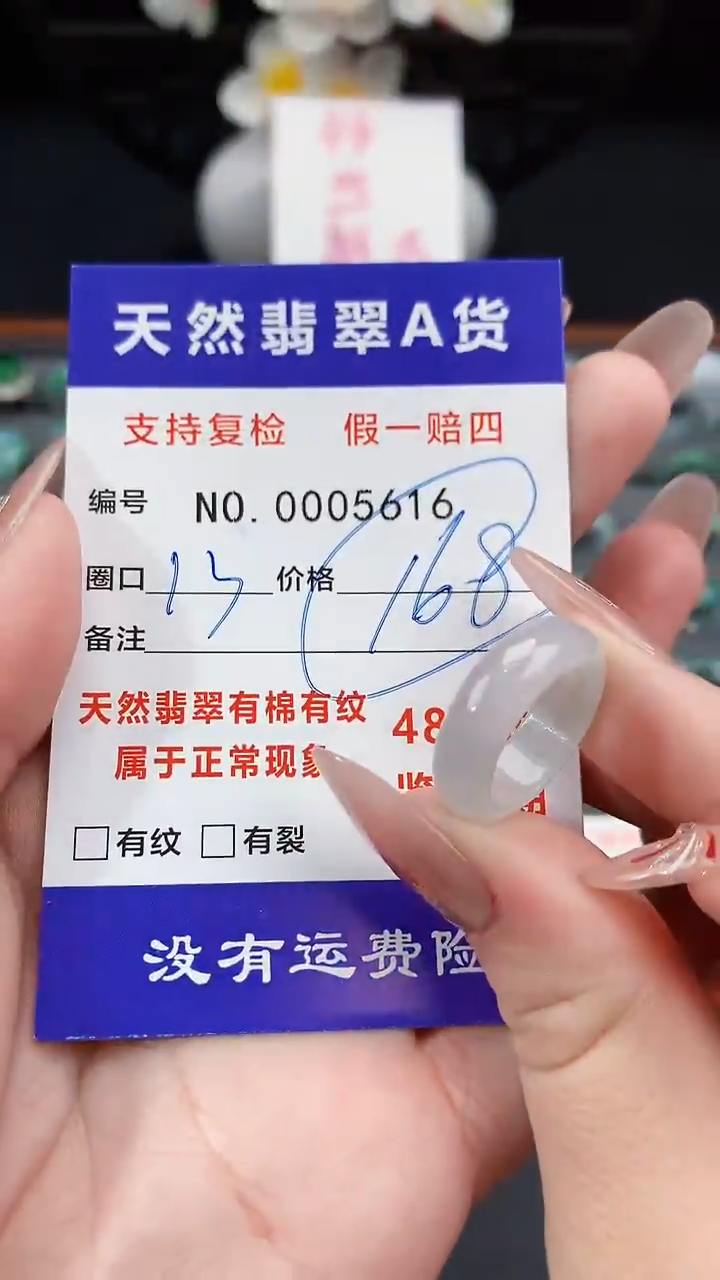 天然翡翠A货
支持复检 假一赔四
编号 NO.0005616
圈口 13 价格 168
备注
天然翡翠有棉有纹 48
属于正常现象
有纹 有裂
没有运费险